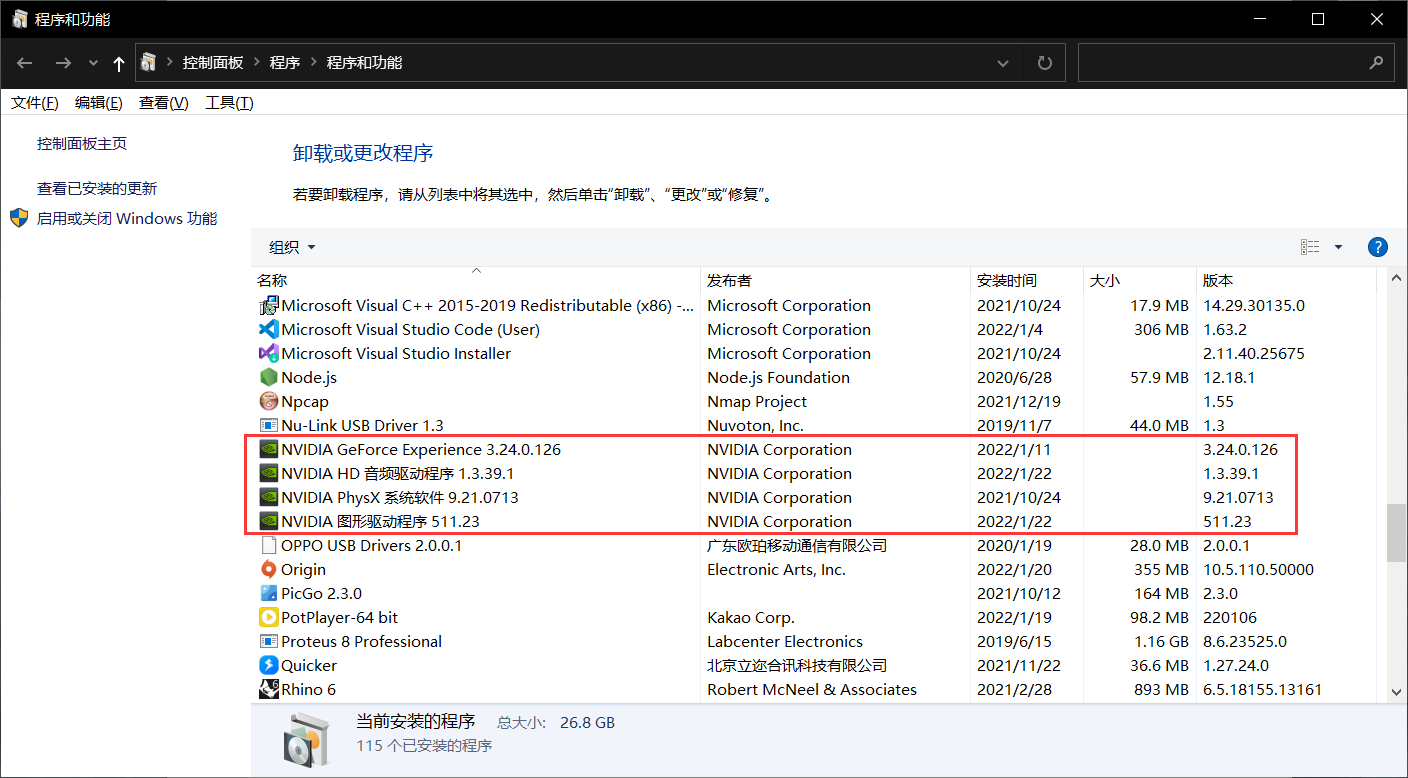 程序和功能
控制面板 程序 程序和功能
文件(F) 编辑(E) 查看(V) 工具(T)
控制面板主页
查看已安装的更新
启用或关闭 Windows 功能
卸载或更改程序
若要卸载程序，请从列表中将其选中，然后单击“卸载”、“更改”或“修复”。
组织
名称 发布者 安装时间 大小 版本
Microsoft Visual C++ 2015-2019 Redistributable (x86) -... Microsoft Corporation 2021/10/24 17.9 MB 14.29.30135.0
Microsoft Visual Studio Code (User) Microsoft Corporation 2022/1/4 306 MB 1.63.2
Microsoft Visual Studio Installer Microsoft Corporation 2021/10/24 2.11.40.25675
Node.js Node.js Foundation 2020/6/28 57.9 MB 12.18.1
Npcap Nmap Project 2021/12/19 1.55
Nu-Link USB Driver 1.3 Nuvoton, Inc. 2019/11/7 44.0 MB 1.3
NVIDIA GeForce Experience 3.24.0.126 NVIDIA Corporation 2022/1/11 3.24.0.126
NVIDIA HD 音频驱动程序 1.3.39.1 NVIDIA Corporation 2022/1/22 1.3.39.1
NVIDIA PhysX 系统软件 9.21.0713 NVIDIA Corporation 2021/10/24 9.21.0713
NVIDIA 图形驱动程序 511.23 NVIDIA Corporation 2022/1/22 511.23
OPPO USB Drivers 2.0.0.1 广东欧珀移动通信有限公司 2020/1/19 28.0 MB 2.0.0.1
Origin Electronic Arts, Inc. 2022/1/20 355 MB 10.5.110.50000
PicGo 2.3.0 2021/10/12 164 MB 2.3.0
PotPlayer-64 bit Kakao Corp. 2022/1/19 98.2 MB 220106
Proteus 8 Professional Labcenter Electronics 2019/6/15 1.16 GB 8.6.23525.0
Quicker 北京立迩合讯科技有限公司 2021/11/22 36.6 MB 1.27.24.0
Rhino 6 Robert McNeel & Associates 2021/2/28 893 MB 6.5.18155.13161
当前安装的程序 总大小: 26.8 GB
115 个已安装的程序